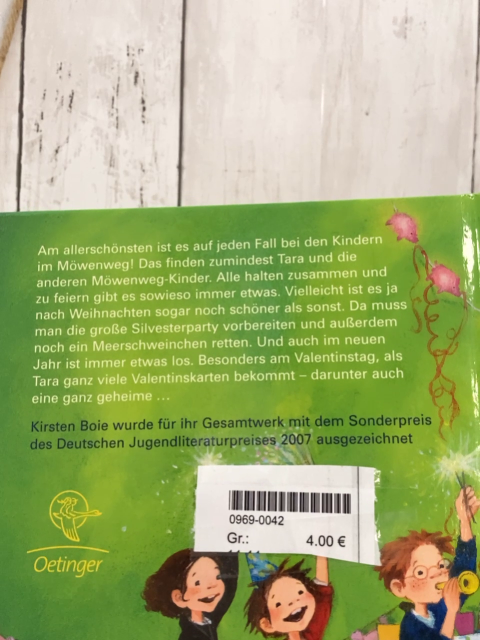 Am allerschönsten ist es auf jeden Fall bei den Kindern
im Möwenweg! Das finden zumindest Tara und die
anderen Möwenweg-Kinder. Alle halten zusammen und
zu feiern gibt es sowieso immer etwas. Vielleicht ist es ja
nach Weihnachten sogar noch schöner als sonst. Da muss
man die große Silvesterparty vorbereiten und außerdem
noch ein Meerschweinchen retten. Und auch im neuen
Jahr ist immer etwas los. Besonders am Valentinstag, als
Tara ganz viele Valentinskarten bekommt – darunter auch
eine ganz geheime ...
Kirsten Boie wurde für ihr Gesamtwerk mit dem Sonderpreis
des Deutschen Jugendliteraturpreises 2007 ausgezeichnet
0969-0042
Gr.: 4.00 €
Oetinger